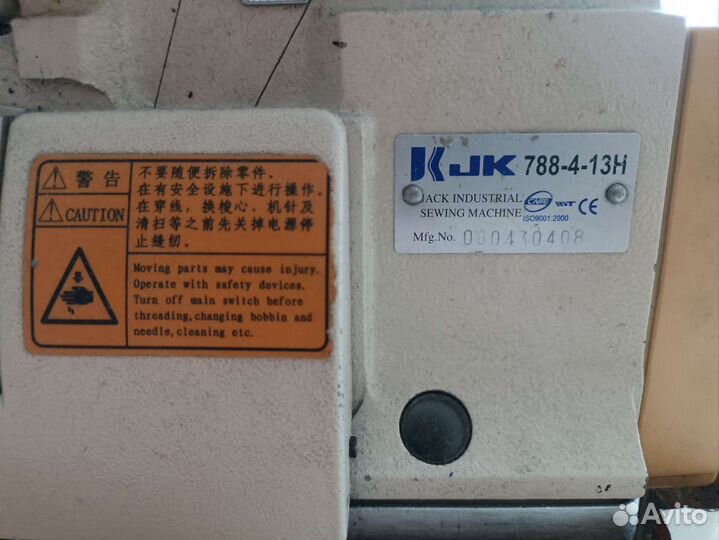 警告
CAUTION
不要随便拆除零件。
在有安全设施下进行操作。
在穿线，换梭心、机针及
清扫等之前先关掉电源停
止缝纫。
Moving parts may cause injury.
Operate with safety devices.
Turn off main switch before
threading,changing bobbin and
needle,cleaning etc.
JK 788-4-13H
JACK INDUSTRIAL
SEWING MACHINE
CE
ISO9001:2000
Mfg.No. 080430408
Avito